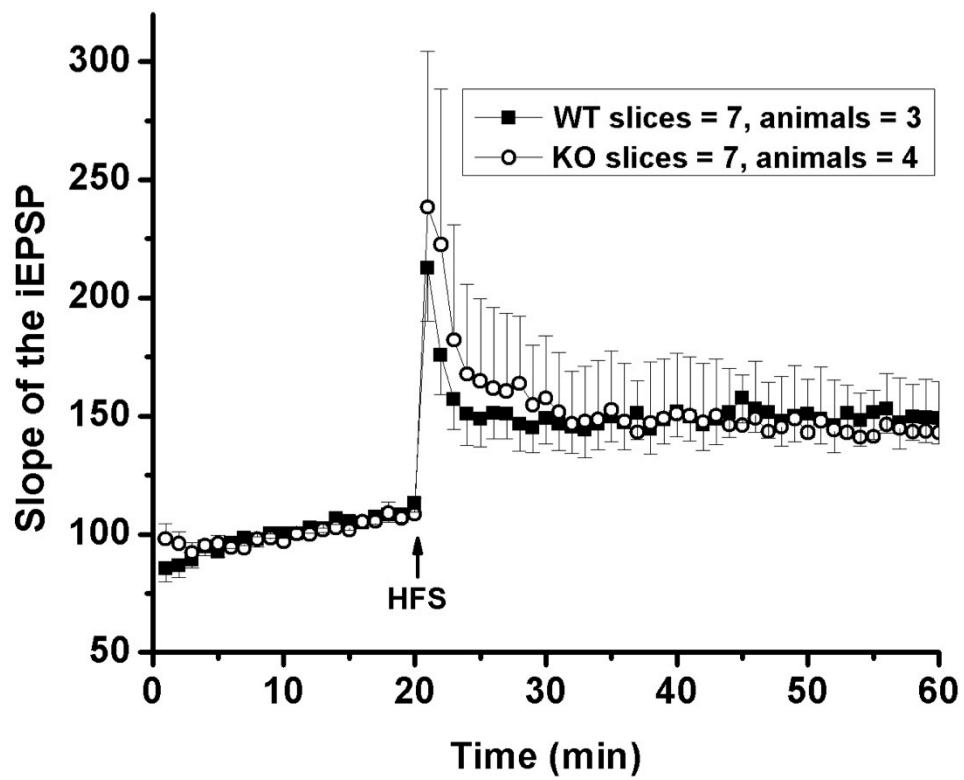 300
250
200
150
100
50
Slope of the iEPSP
WT slices = 7, animals = 3
KO slices = 7, animals = 4
HFS
0 10 20 30 40 50 60
Time (min)